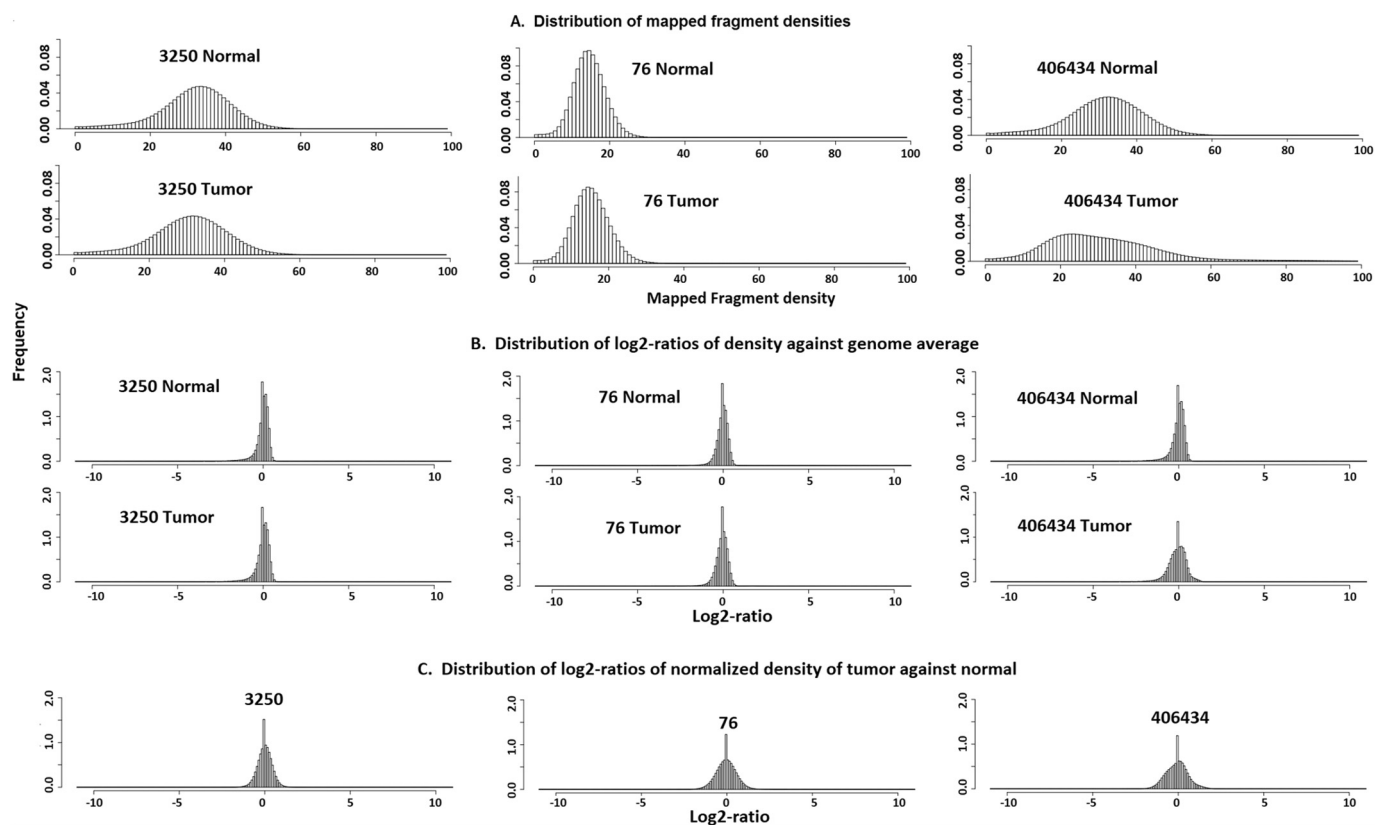 A. Distribution of mapped fragment densities
3250 Normal
0.00 0.04 0.08
0 20 40 60 80 100
76 Normal
0.00 0.04 0.08
0 20 40 60 80 100
406434 Normal
0.00 0.04 0.08
0 20 40 60 80 100
3250 Tumor
0.00 0.04 0.08
0 20 40 60 80 100
76 Tumor
0.00 0.04 0.08
0 20 40 60 80 100
406434 Tumor
0.00 0.04 0.08
0 20 40 60 80 100
Mapped Fragment density
Frequency
B. Distribution of log2-ratios of density against genome average
3250 Normal
0.0 1.0 2.0
-10 -5 0 5 10
76 Normal
0.0 1.0 2.0
-10 -5 0 5 10
406434 Normal
0.0 1.0 2.0
-10 -5 0 5 10
3250 Tumor
0.0 1.0 2.0
-10 -5 0 5 10
76 Tumor
0.0 1.0 2.0
-10 -5 0 5 10
406434 Tumor
0.0 1.0 2.0
-10 -5 0 5 10
Log2-ratio
C. Distribution of log2-ratios of normalized density of tumor against normal
3250
0.0 1.0 2.0
-10 -5 0 5 10
76
0.0 1.0 2.0
-10 -5 0 5 10
406434
0.0 1.0 2.0
-10 -5 0 5 10
Log2-ratio